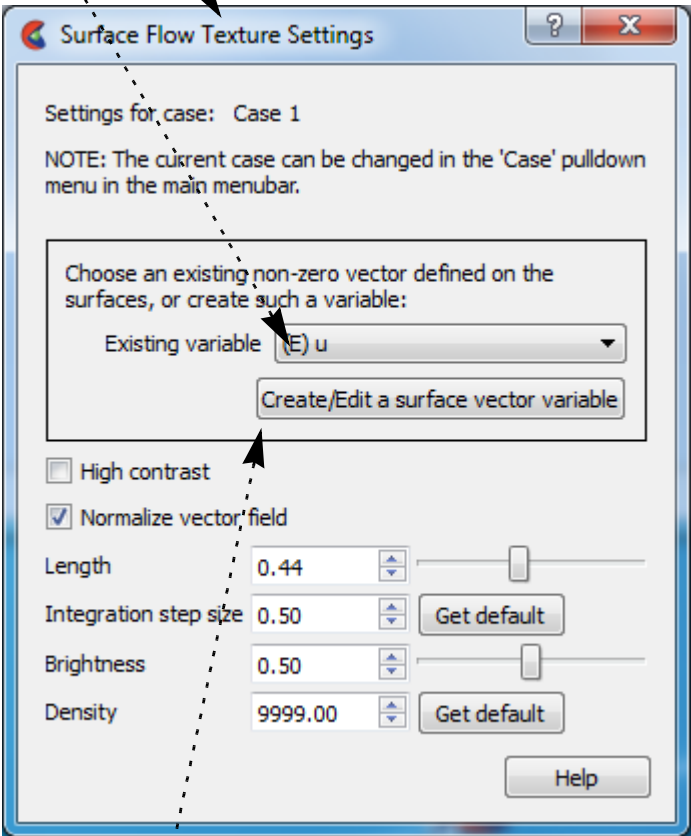 Surface Flow Texture Settings
?
X
Settings for case: Case 1
NOTE: The current case can be changed in the 'Case' pulldown
menu in the main menubar.
Choose an existing non-zero vector defined on the
surfaces, or create such a variable:
Existing variable (E) u
Create/Edit a surface vector variable
High contrast
Normalize vector field
Length 0.44
Integration step size 0.50 Get default
Brightness 0.50
Density 9999.00 Get default
Help